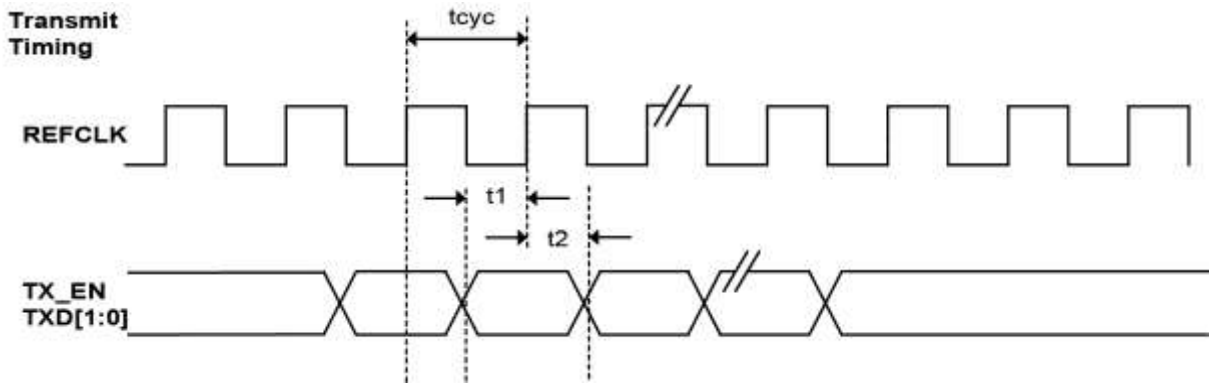 Transmit
Timing
tcyc
REFCLK
t1
t2
TX_EN
TXD[1:0]